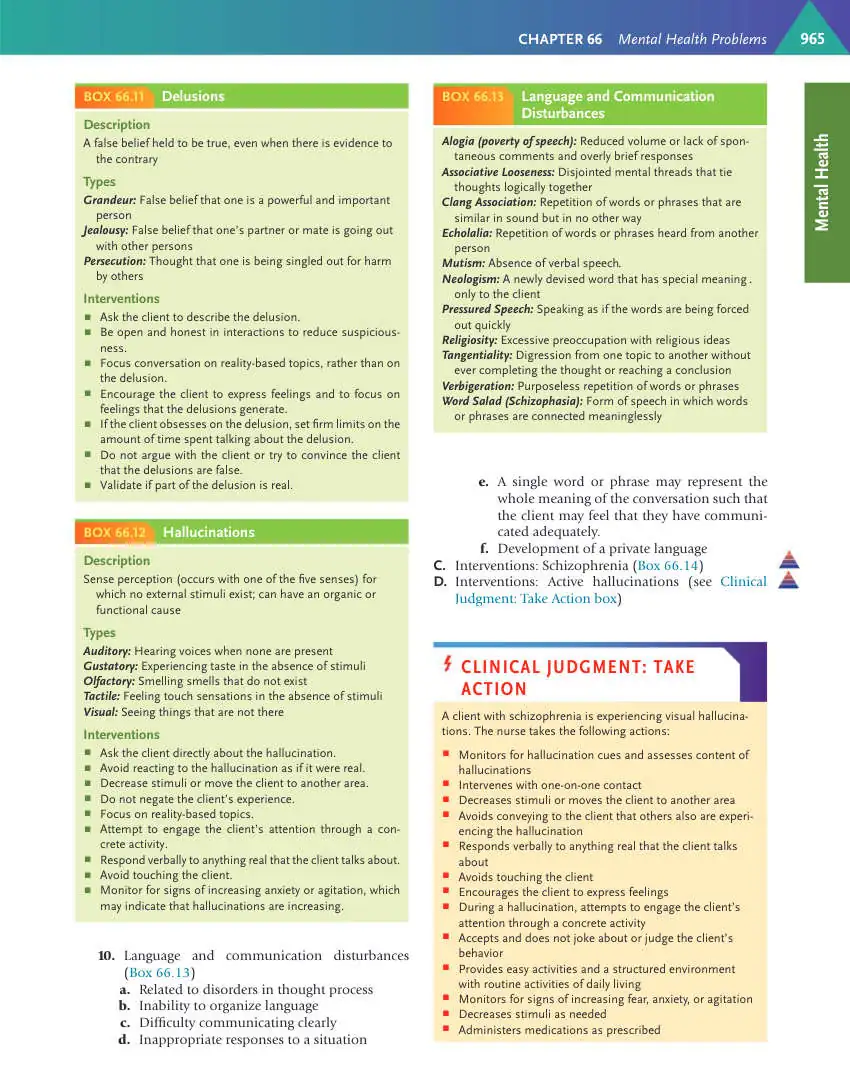 CHAPTER 66 Mental Health Problems 965
BOX 66.11 Delusions
Description
A false belief held to be true, even when there is evidence to
the contrary
Types
Grandeur: False belief that one is a powerful and important
person
Jealousy: False belief that one's partner or mate is going out
with other persons
Persecution: Thought that one is being singled out for harm
by others
Interventions
■ Ask the client to describe the delusion.
■ Be open and honest in interactions to reduce suspicious-
ness.
■ Focus conversation on reality-based topics, rather than on
the delusion.
■ Encourage the client to express feelings and to focus on
feelings that the delusions generate.
■ If the client obsesses on the delusion, set firm limits on the
amount of time spent talking about the delusion.
■ Do not argue with the client or try to convince the client
that the delusions are false.
■ Validate if part of the delusion is real.
BOX 66.12 Hallucinations
Description
Sense perception (occurs with one of the five senses) for
which no external stimuli exist; can have an organic or
functional cause
Types
Auditory: Hearing voices when none are present
Gustatory: Experiencing taste in the absence of stimuli
Olfactory: Smelling smells that do not exist
Tactile: Feeling touch sensations in the absence of stimuli
Visual: Seeing things that are not there
Interventions
■ Ask the client directly about the hallucination.
■ Avoid reacting to the hallucination as if it were real.
■ Decrease stimuli or move the client to another area.
■ Do not negate the client's experience.
■ Focus on reality-based topics.
■ Attempt to engage the client's attention through a con-
crete activity.
■ Respond verbally to anything real that the client talks about.
■ Avoid touching the client.
■ Monitor for signs of increasing anxiety or agitation, which
may indicate that hallucinations are increasing.
10. Language and communication disturbances
(Box 66.13)
a. Related to disorders in thought process
b. Inability to organize language
c. Difficulty communicating clearly
d. Inappropriate responses to a situation
BOX 66.13 Language and Communication
Disturbances
Alogia (poverty of speech): Reduced volume or lack of spon-
taneous comments and overly brief responses
Associative Looseness: Disjointed mental threads that tie
thoughts logically together
Clang Association: Repetition of words or phrases that are
similar in sound but in no other way
Echolalia: Repetition of words or phrases heard from another
person
Mutism: Absence of verbal speech.
Neologism: A newly devised word that has special meaning .
only to the client
Pressured Speech: Speaking as if the words are being forced
out quickly
Religiosity: Excessive preoccupation with religious ideas
Tangentiality: Digression from one topic to another without
ever completing the thought or reaching a conclusion
Verbigeration: Purposeless repetition of words or phrases
Word Salad (Schizophasia): Form of speech in which words
or phrases are connected meaninglessly
e. A single word or phrase may represent the
whole meaning of the conversation such that
the client may feel that they have communi-
cated adequately.
f. Development of a private language
C. Interventions: Schizophrenia (Box 66.14)
D. Interventions: Active hallucinations (see Clinical
Judgment: Take Action box)
CLINICAL JUDGMENT: TAKE
ACTION
A client with schizophrenia is experiencing visual hallucina-
tions. The nurse takes the following actions:
■ Monitors for hallucination cues and assesses content of
hallucinations
■ Intervenes with one-on-one contact
■ Decreases stimuli or moves the client to another area
■ Avoids conveying to the client that others also are experi-
encing the hallucination
■ Responds verbally to anything real that the client talks
about
■ Avoids touching the client
■ Encourages the client to express feelings
■ During a hallucination, attempts to engage the client's
attention through a concrete activity
■ Accepts and does not joke about or judge the client's
behavior
■ Provides easy activities and a structured environment
with routine activities of daily living
■ Monitors for signs of increasing fear, anxiety, or agitation
■ Decreases stimuli as needed
■ Administers medications as prescribed
Mental Health